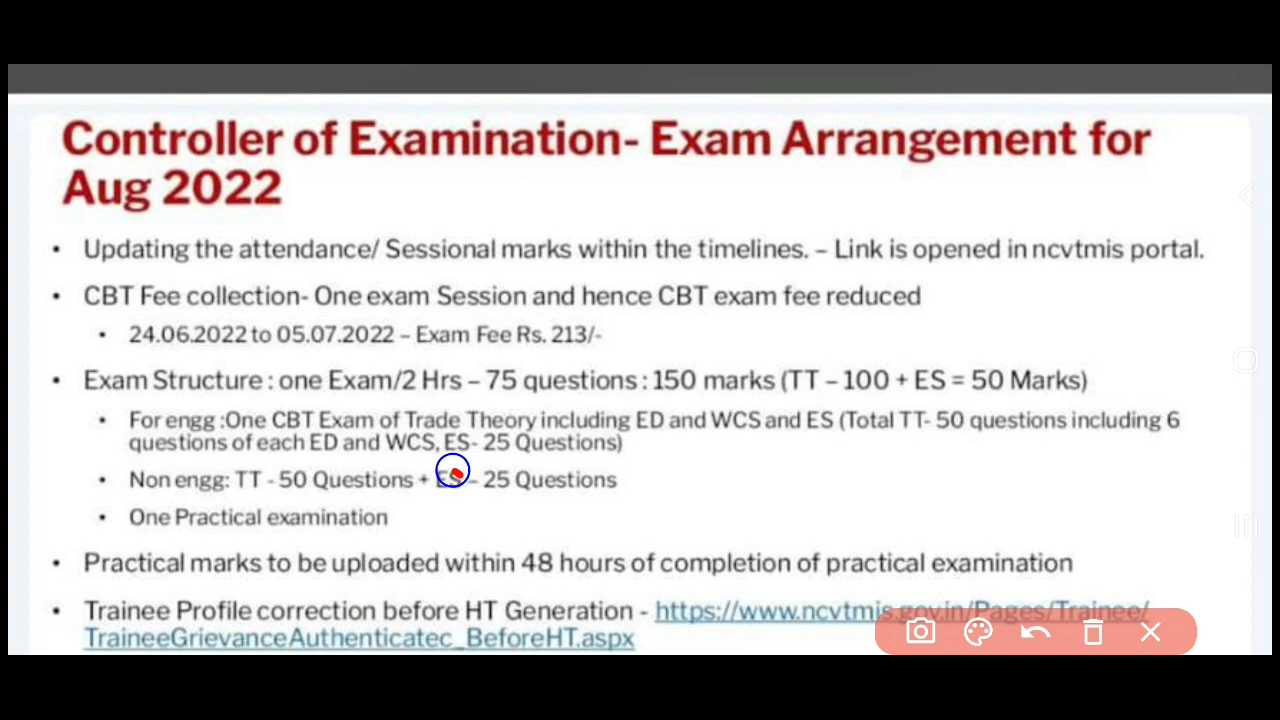 Controller of Examination- Exam Arrangement for
Aug 2022
• Updating the attendance/ Sessional marks within the timelines. – Link is opened in ncvtmis portal.
• CBT Fee collection- One exam Session and hence CBT exam fee reduced
• 24.06.2022 to 05.07.2022 – Exam Fee Rs. 213/-
• Exam Structure : one Exam/2 Hrs – 75 questions : 150 marks (TT – 100 + ES = 50 Marks)
• For engg :One CBT Exam of Trade Theory including ED and WCS and ES (Total TT- 50 questions including 6
questions of each ED and WCS, ES- 25 Questions)
• Non engg: TT - 50 Questions + ES – 25 Questions
• One Practical examination
• Practical marks to be uploaded within 48 hours of completion of practical examination
• Trainee Profile correction before HT Generation - https://www.ncvtmis.gov.in/Pages/Trainee/
TraineeGrievanceAuthenticatec_BeforeHT.aspx